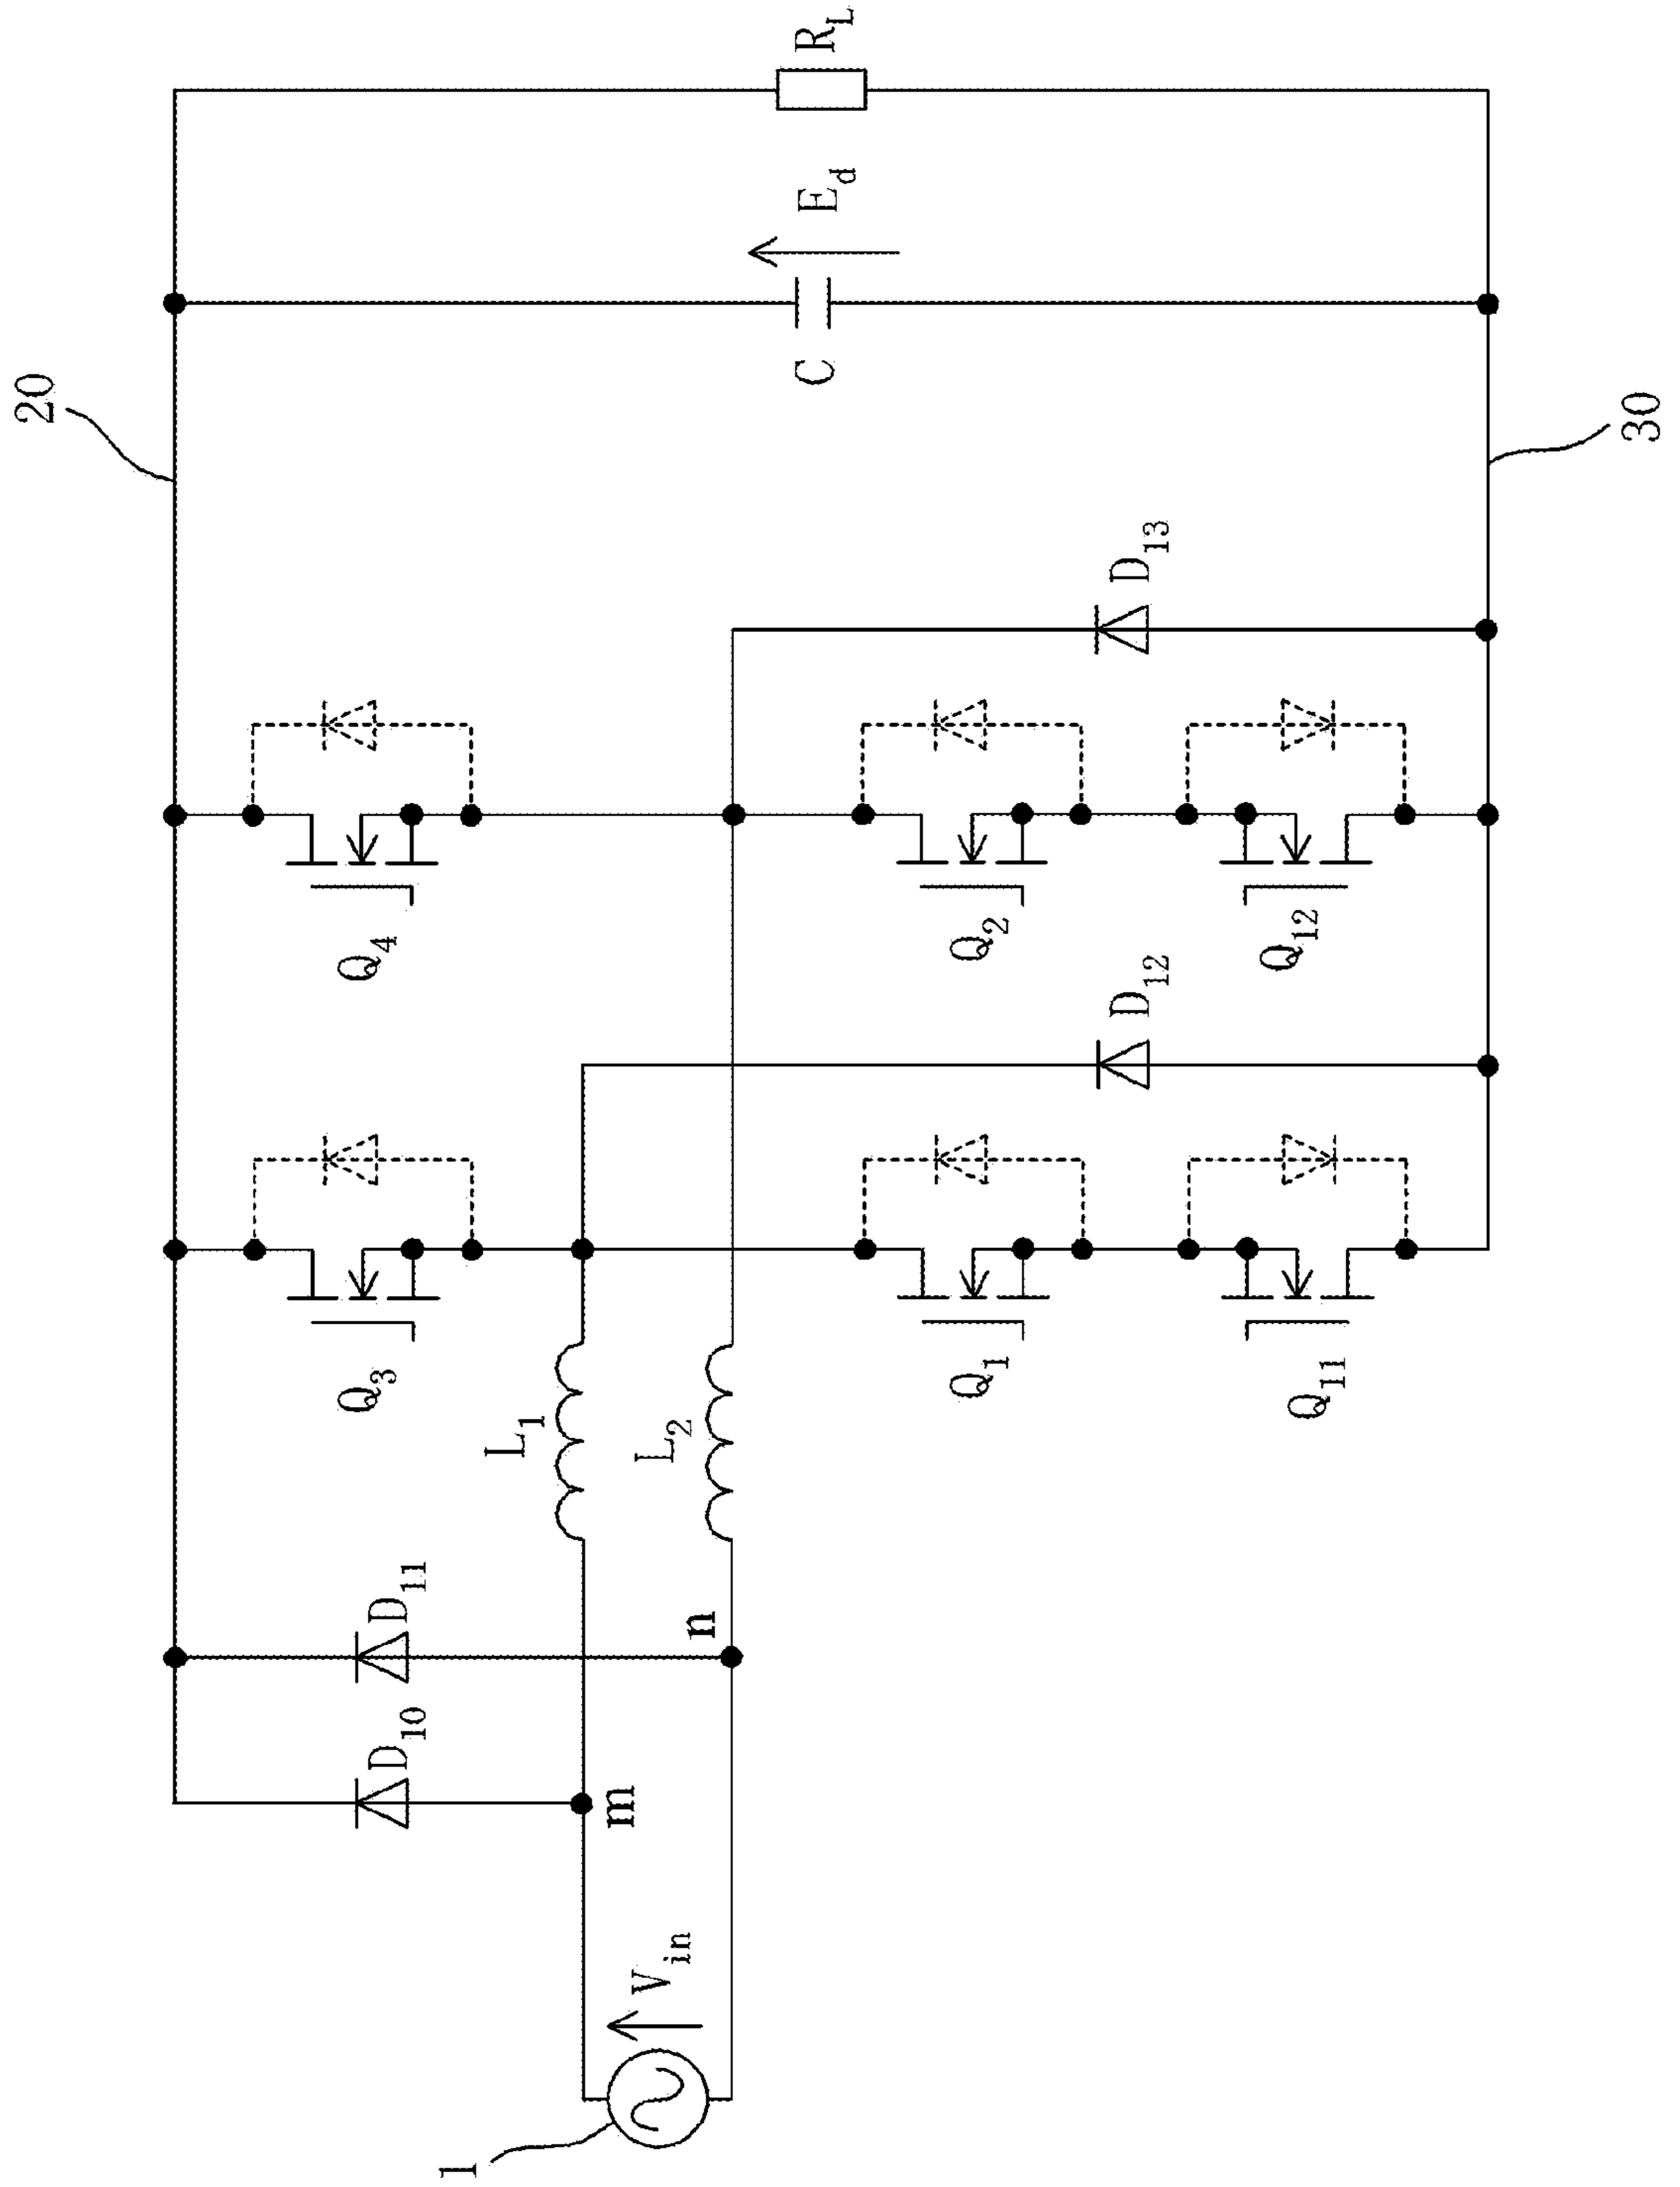 20
R_L
E_d
C
30
D_13
Q_4
Q_2
Q_12
D_12
Q_3
L_1
L_2
Q_1
Q_11
D_11
n
D_10
m
V_in
1